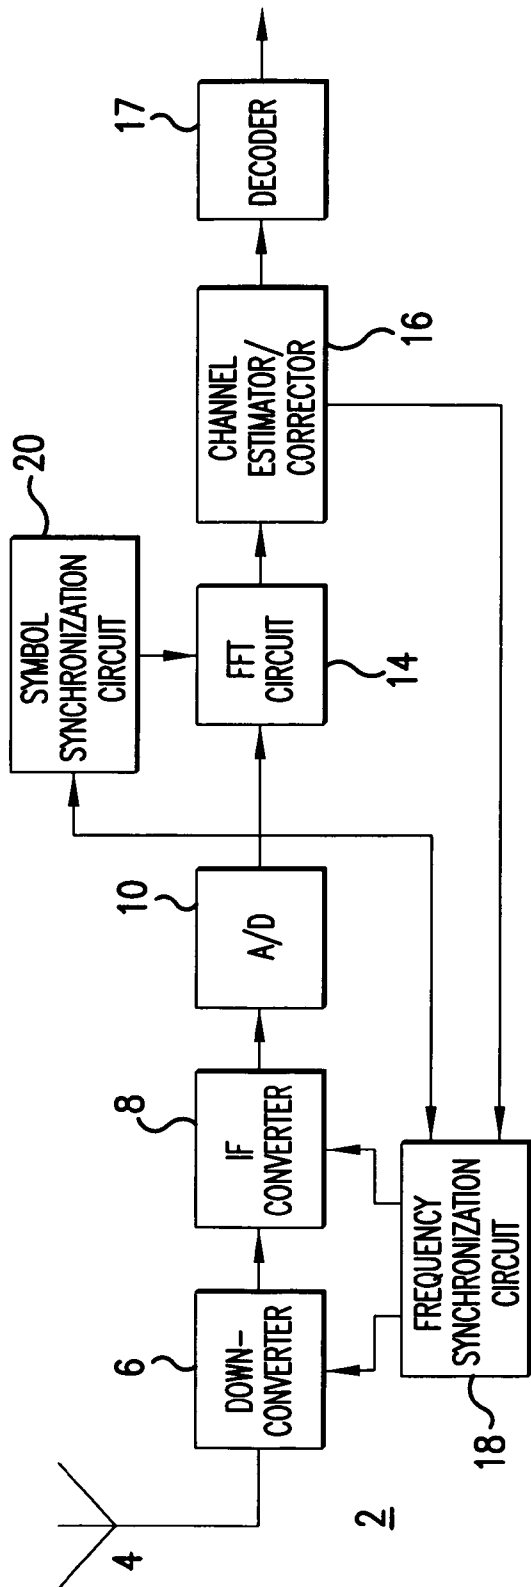 20
SYMBOL
SYNCHRONIZATION
CIRCUIT
4
6
DOWN-
CONVERTER
8
IF
CONVERTER
10
A/D
FFT
CIRCUIT
14
CHANNEL
ESTIMATOR/
CORRECTOR
16
17
DECODER
2
FREQUENCY
SYNCHRONIZATION
CIRCUIT
18